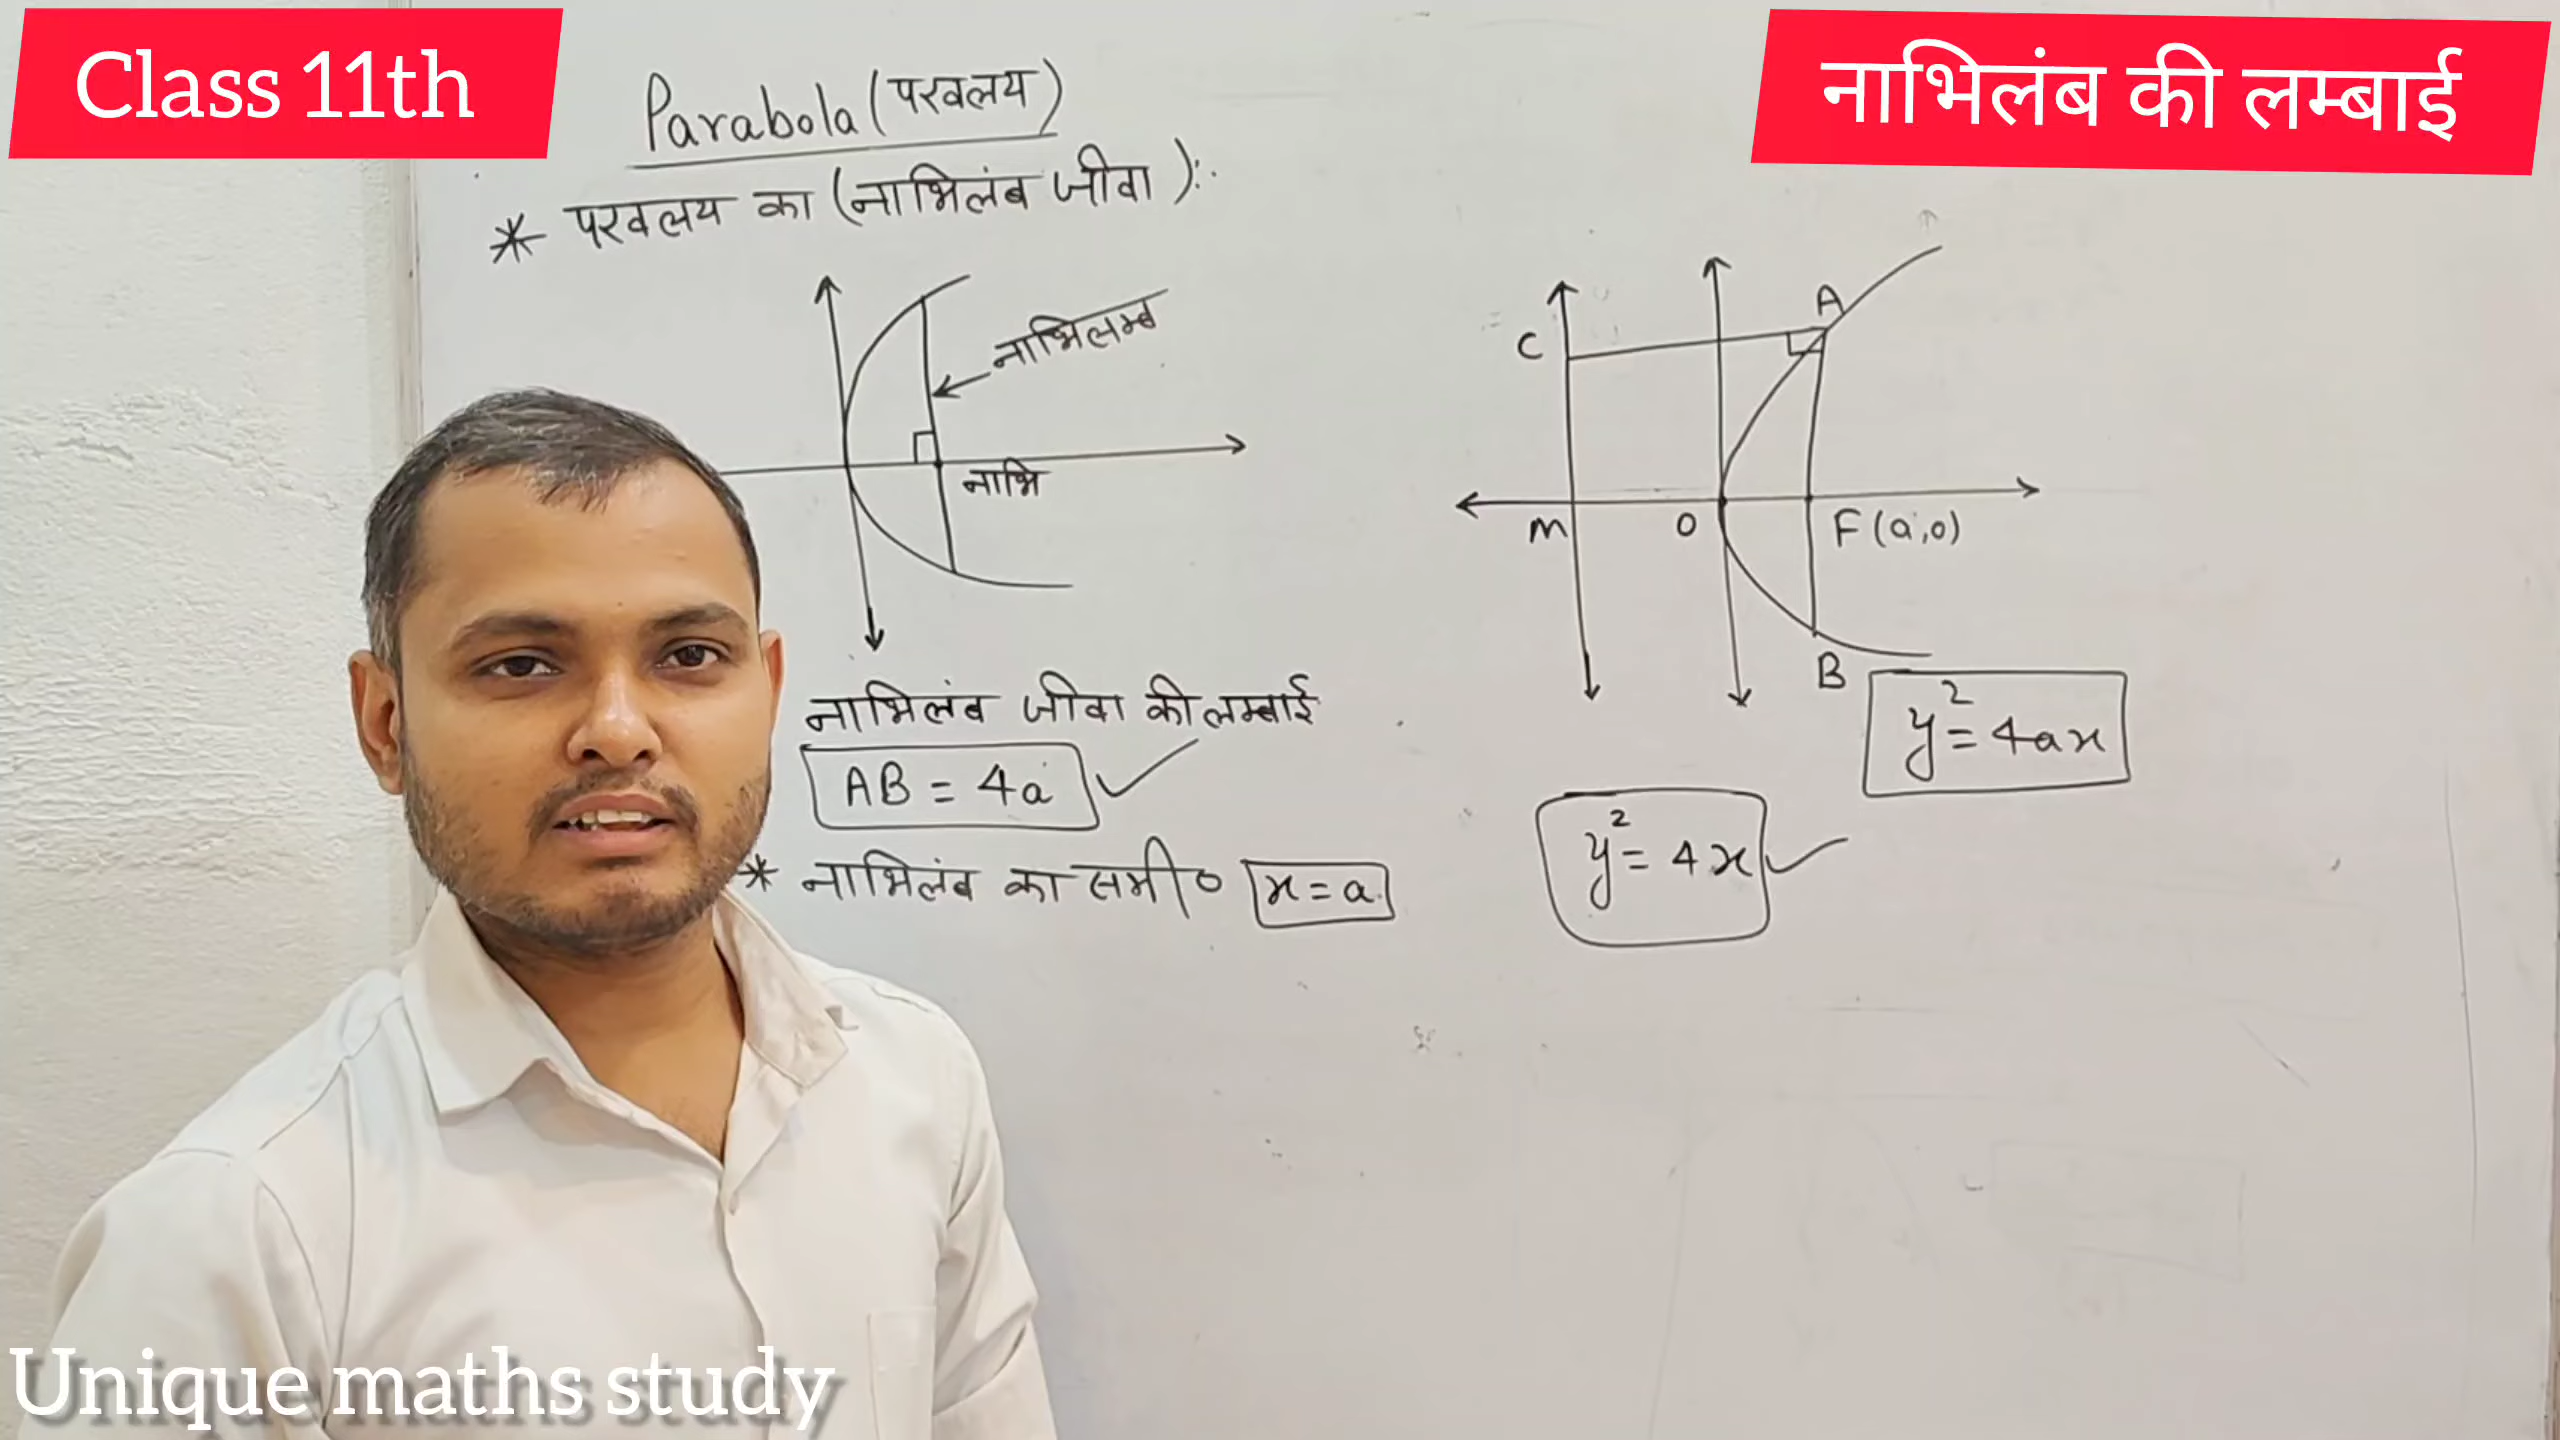 Class 11th
नाभिलंब की लम्बाई
Parabola (परवलय)
* परवलय का (नाभिलंब जीवा ):.
नाभिलम्ब
नाभि
A
C
M
O
F(a,0)
B
नाभिलंब जीवा की लम्बाई
AB = 4a
y² = 4ax
y² = 4x
* नाभिलंब का समी० x = a
Unique maths study